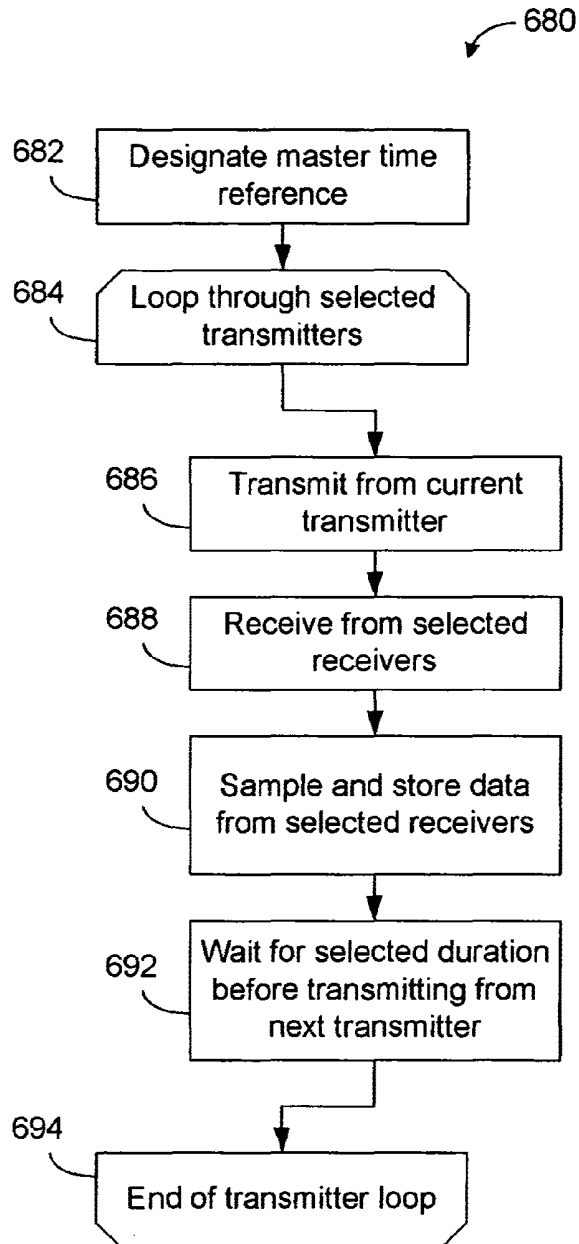 680
682
Designate master time
reference
684
Loop through selected
transmitters
686
Transmit from current
transmitter
688
Receive from selected
receivers
690
Sample and store data
from selected receivers
692
Wait for selected duration
before transmitting from
next transmitter
694
End of transmitter loop